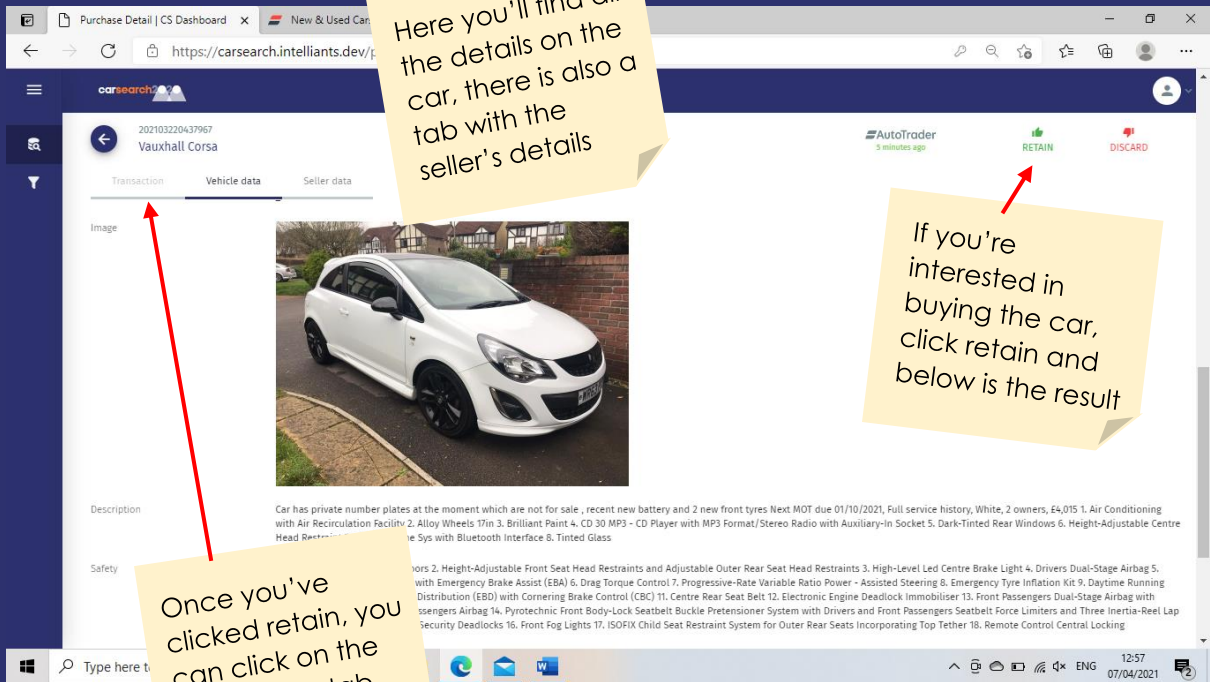 Purchase Detail | CS Dashboard
New & Used Car
https://carsearch.intelliants.dev/
Here you'll find
the details on the
car, there is also a
tab with the
seller's details
carsearch2020
202103220437967
Vauxhall Corsa
AutoTrader
5 minutes ago
RETAIN
DISCARD
Transaction
Vehicle data
Seller data
If you're
interested in
buying the car,
click retain and
below is the result
Image
Description
Car has private number plates at the moment which are not for sale , recent new battery and 2 new front tyres Next MOT due 01/10/2021, Full service history, White, 2 owners, £4,015 1. Air Conditioning
with Air Recirculation Facility 2. Alloy Wheels 17in 3. Brilliant Paint 4. CD 30 MP3 - CD Player with MP3 Format/Stereo Radio with Auxiliary-In Socket 5. Dark-Tinted Rear Windows 6. Height-Adjustable Centre
Head Sys with Bluetooth Interface 8. Tinted Glass
Safety
2. Height-Adjustable Front Seat Head Restraints and Adjustable Outer Rear Seat Head Restraints 3. High-Level Led Centre Brake Light 4. Drivers Dual-Stage Airbag 5.
with Emergency Brake Assist (EBA) 6. Drag Torque Control 7. Progressive-Rate Variable Ratio Power - Assisted Steering 8. Emergency Tyre Inflation Kit 9. Daytime Running
Distribution (EBD) with Cornering Brake Control (CBC) 11. Centre Rear Seat Belt 12. Electronic Engine Deadlock Immobiliser 13. Front Passengers Dual-Stage Airbag with
Airbag 14. Pyrotechnic Front Body-Lock Seatbelt Buckle Pretensioner System with Drivers and Front Passengers Seatbelt Force Limiters and Three Inertia-Reel Lap
Security Deadlocks 16. Front Fog Lights 17. ISOFIX Child Seat Restraint System for Outer Rear Seats Incorporating Top Tether 18. Remote Control Central Locking
Once you've
clicked retain, you
can click on the
Type here
ENG
12:57
07/04/2021
2